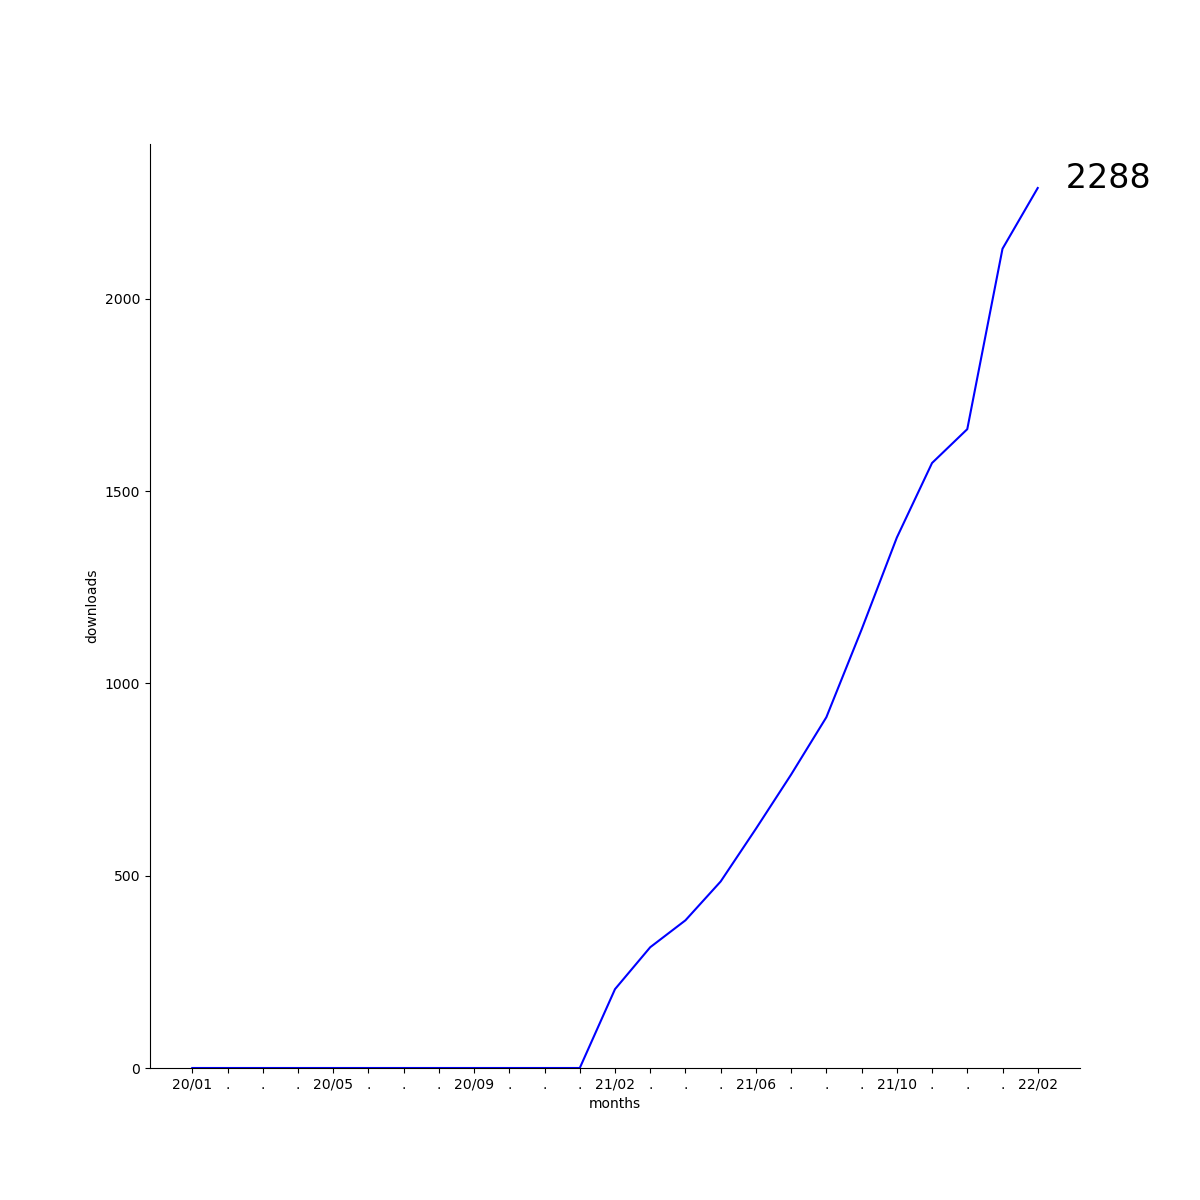 2288
2000
1500
downloads
1000
500
0
20/01 . . . 20/05 . . . 20/09 . . . 21/02 . . . 21/06 . . . 21/10 . . . 22/02
months